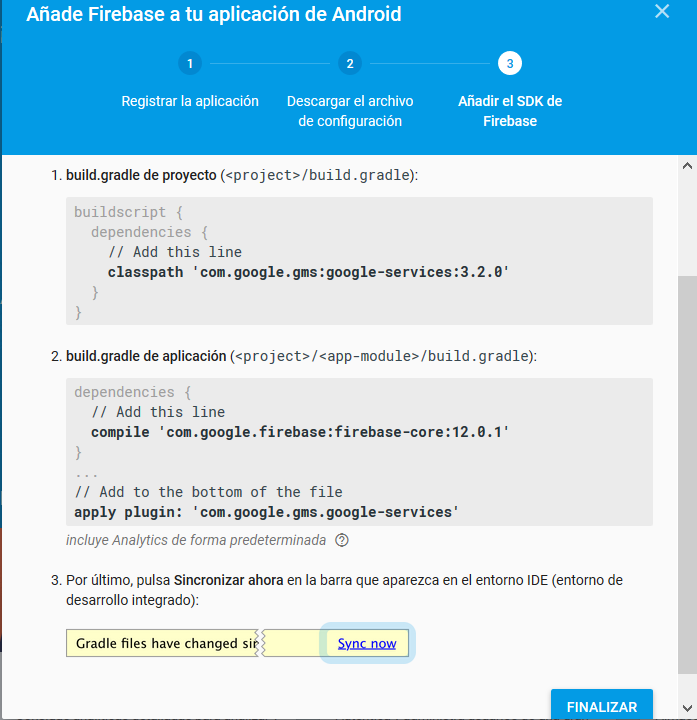 Añade Firebase a tu aplicación de Android
1
2
3
Registrar la aplicación
Descargar el archivo
de configuración
Añadir el SDK de
Firebase
1. build.gradle de proyecto (<project>/build.gradle):
buildscript {
  dependencies {
    // Add this line
    classpath 'com.google.gms:google-services:3.2.0'
  }
}
2. build.gradle de aplicación (<project>/<app-module>/build.gradle):
dependencies {
  // Add this line
  compile 'com.google.firebase:firebase-core:12.0.1'
}
...
// Add to the bottom of the file
apply plugin: 'com.google.gms.google-services'
incluye Analytics de forma predeterminada ?
3. Por último, pulsa Sincronizar ahora en la barra que aparezca en el entorno IDE (entorno de
desarrollo integrado):
Gradle files have changed sin Sync now
FINALIZAR